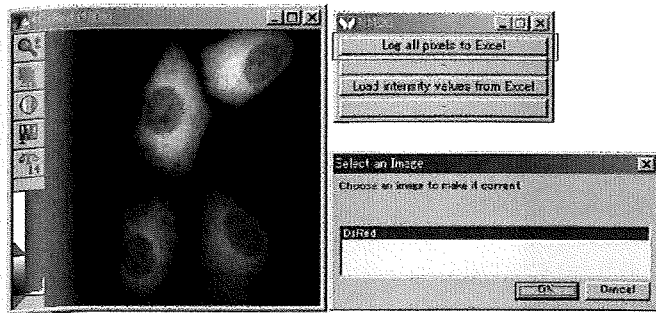 Log all pixels to Excel
-
Load intensity values from Excel
-
Select an Image
Choose an image to make it current
DsRed
OK
Cancel
14